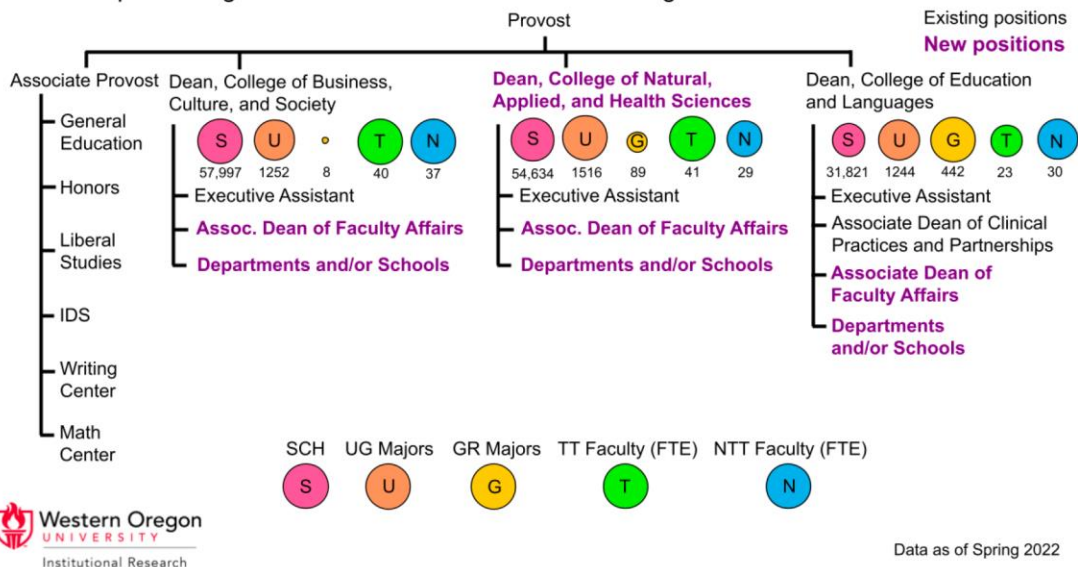 Provost
Existing positions
New positions
Associate Provost
General
Education
Honors
Liberal
Studies
IDS
Writing
Center
Math
Center
Dean, College of Business,
Culture, and Society
S U T N
57,997 1252 8 40 37
Executive Assistant
Assoc. Dean of Faculty Affairs
Departments and/or Schools
Dean, College of Natural,
Applied, and Health Sciences
S U G T N
54,634 1516 89 41 29
Executive Assistant
Assoc. Dean of Faculty Affairs
Departments and/or Schools
Dean, College of Education
and Languages
S U G T N
31,821 1244 442 23 30
Executive Assistant
Associate Dean of Clinical
Practices and Partnerships
Associate Dean of
Faculty Affairs
Departments
and/or Schools
SCH UG Majors GR Majors TT Faculty (FTE) NTT Faculty (FTE)
S U G T N
Western Oregon
UNIVERSITY
Institutional Research
Data as of Spring 2022